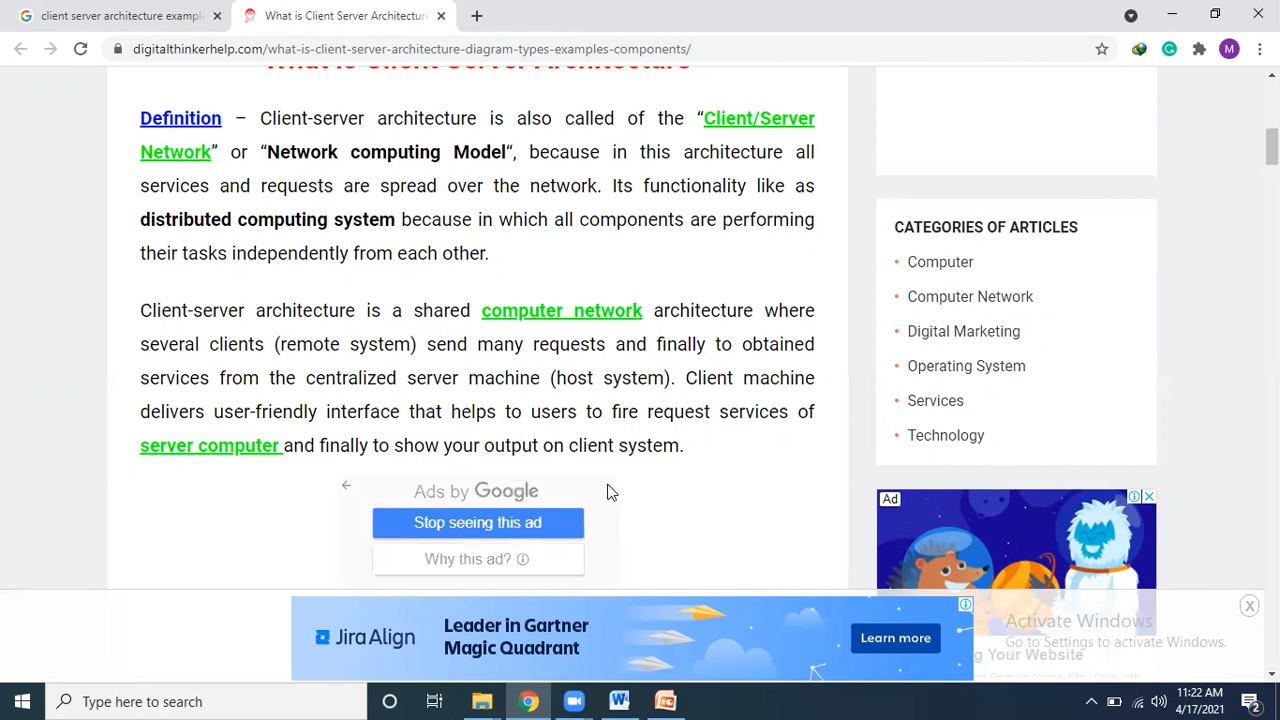 client server architecture exampl
What is Client Server Architecture
digitalthinkerhelp.com/what-is-client-server-architecture-diagram-types-examples-components/
M
What is Client Server Architecture
Definition – Client-server architecture is also called of the “Client/Server
Network” or “Network computing Model“, because in this architecture all
services and requests are spread over the network. Its functionality like as
distributed computing system because in which all components are performing
their tasks independently from each other.
Client-server architecture is a shared computer network architecture where
several clients (remote system) send many requests and finally to obtained
services from the centralized server machine (host system). Client machine
delivers user-friendly interface that helps to users to fire request services of
server computer and finally to show your output on client system.
Ads by Google
Stop seeing this ad
Why this ad?
CATEGORIES OF ARTICLES
• Computer
• Computer Network
• Digital Marketing
• Operating System
• Services
• Technology
Ad
Jira Align
Leader in Gartner
Magic Quadrant
Learn more
X
Activate Windows
Go to Settings to activate Windows.
g Your Website
Type here to search
11:22 AM
4/17/2021
2